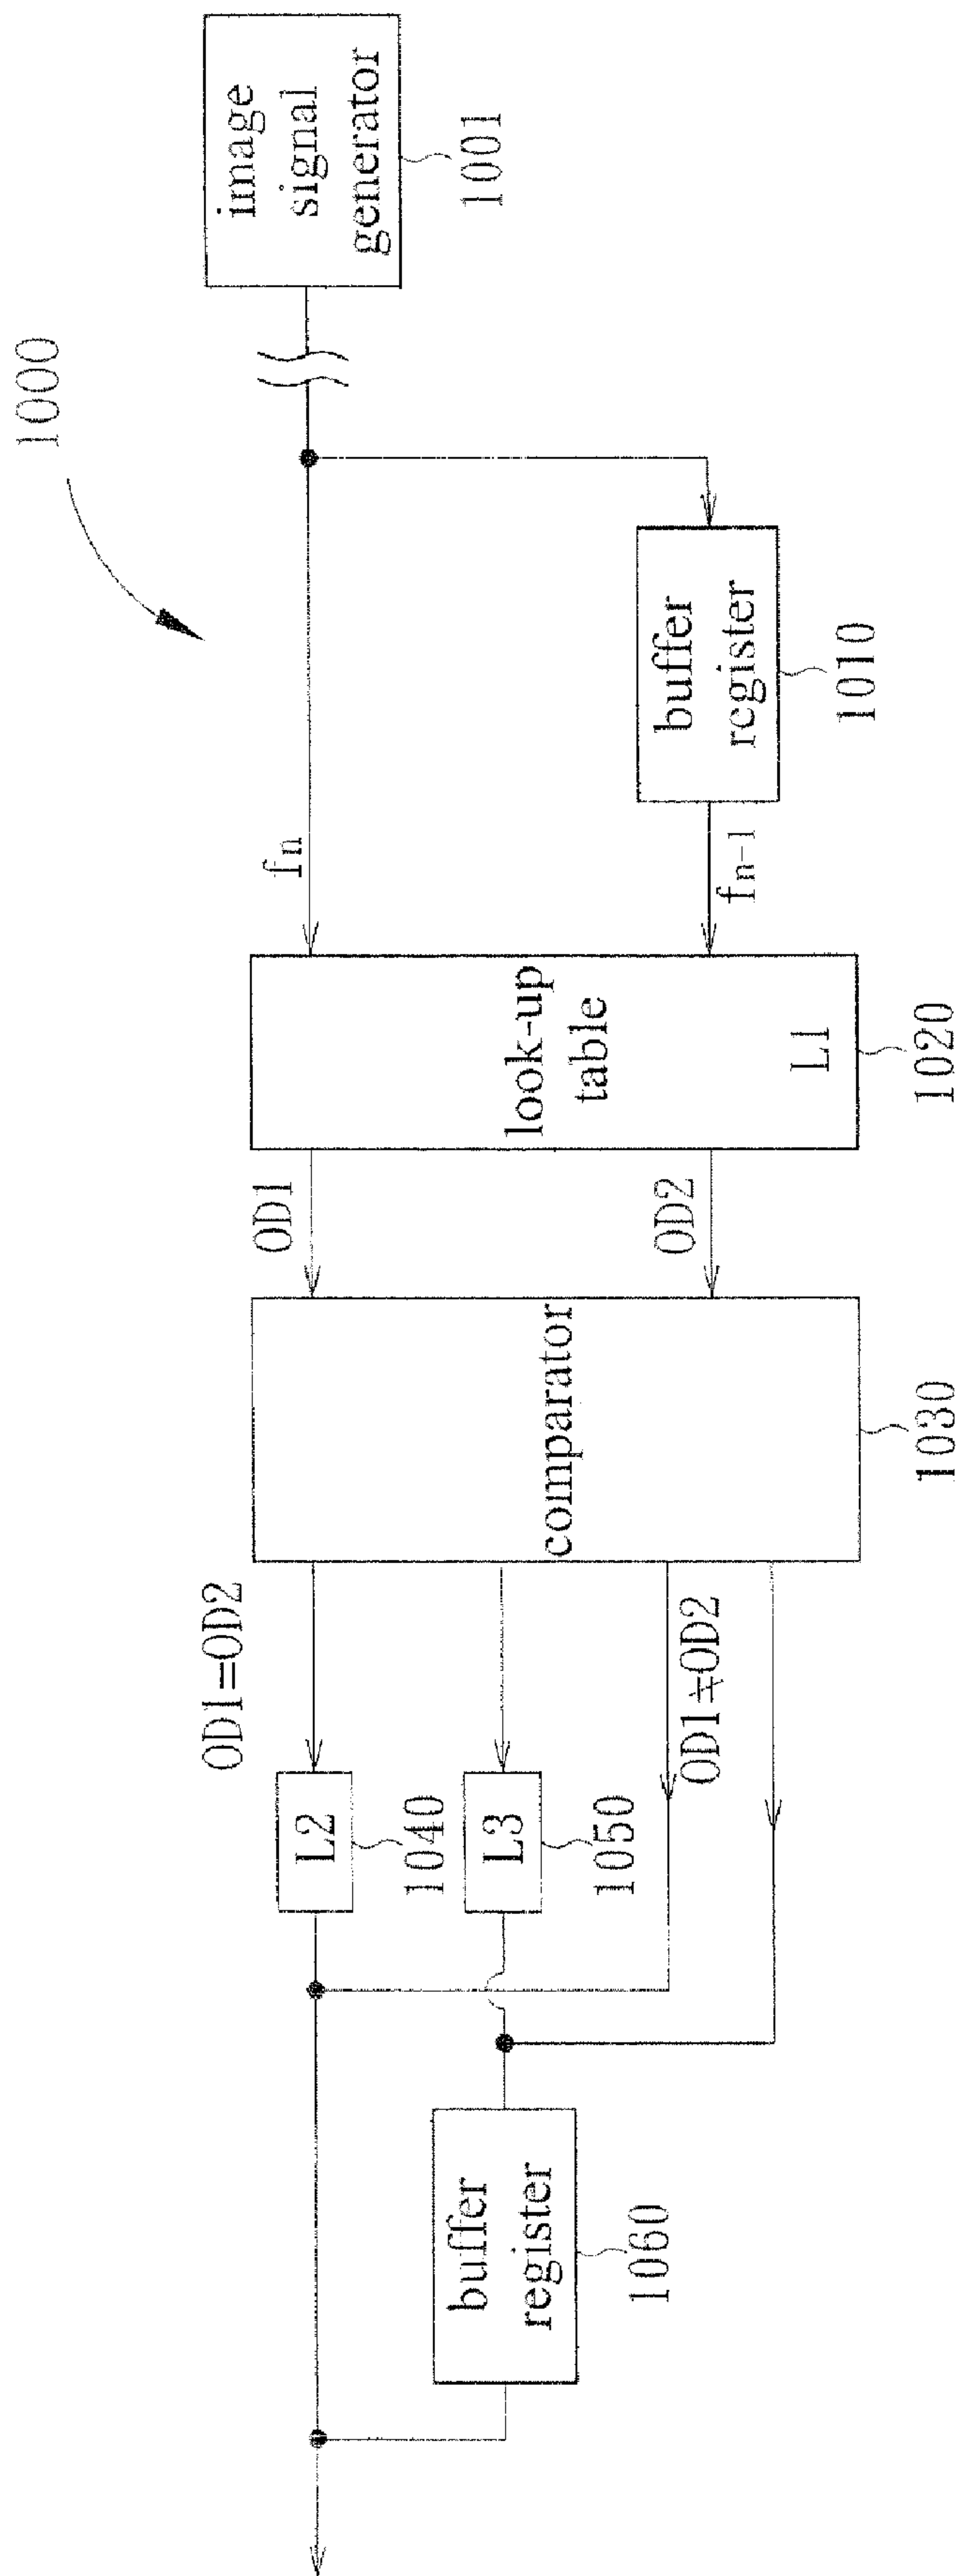 1000
image
signal
generator
1001
fn
buffer
register
1010
fn-1
look-up
table
L1
1020
OD1
OD2
comparator
1030
OD1=OD2
OD1≠OD2
L2
1040
L3
1050
buffer
register
1060